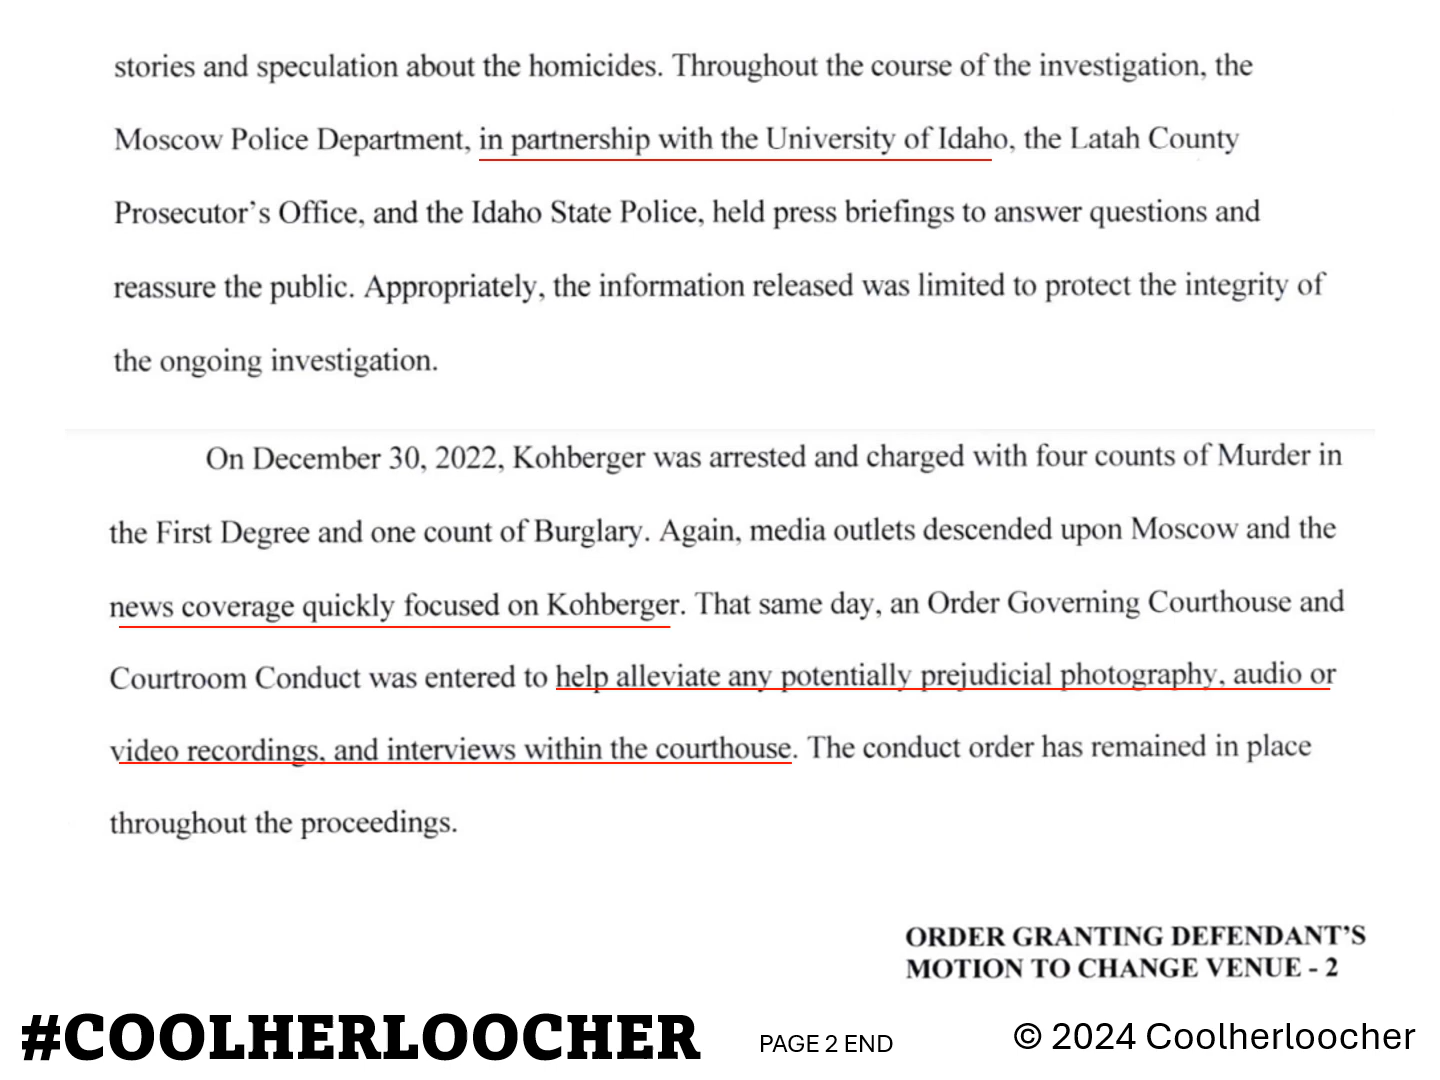 stories and speculation about the homicides. Throughout the course of the investigation, the
Moscow Police Department, in partnership with the University of Idaho, the Latah County
Prosecutor’s Office, and the Idaho State Police, held press briefings to answer questions and
reassure the public. Appropriately, the information released was limited to protect the integrity of
the ongoing investigation.
On December 30, 2022, Kohberger was arrested and charged with four counts of Murder in
the First Degree and one count of Burglary. Again, media outlets descended upon Moscow and the
news coverage quickly focused on Kohberger. That same day, an Order Governing Courthouse and
Courtroom Conduct was entered to help alleviate any potentially prejudicial photography, audio or
video recordings, and interviews within the courthouse. The conduct order has remained in place
throughout the proceedings.
ORDER GRANTING DEFENDANT’S
MOTION TO CHANGE VENUE - 2
#COOLHERLOOCHER PAGE 2 END © 2024 Coolherloocher